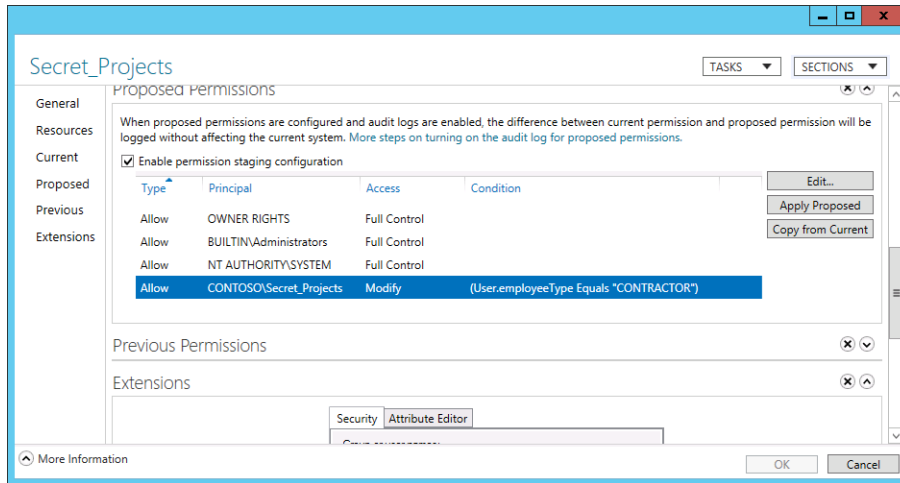 Secret_Projects
TASKS
SECTIONS
General
Resources
Current
Proposed
Previous
Extensions
Proposed Permissions
When proposed permissions are configured and audit logs are enabled, the difference between current permission and proposed permission will be
logged without affecting the current system. More steps on turning on the audit log for proposed permissions.
Enable permission staging configuration
Type Principal Access Condition
Allow OWNER RIGHTS Full Control
Allow BUILTIN\Administrators Full Control
Allow NT AUTHORITY\SYSTEM Full Control
Allow CONTOSO\Secret_Projects Modify (User.employeeType Equals "CONTRACTOR")
Edit...
Apply Proposed
Copy from Current
Previous Permissions
Extensions
Security Attribute Editor
More Information
OK Cancel